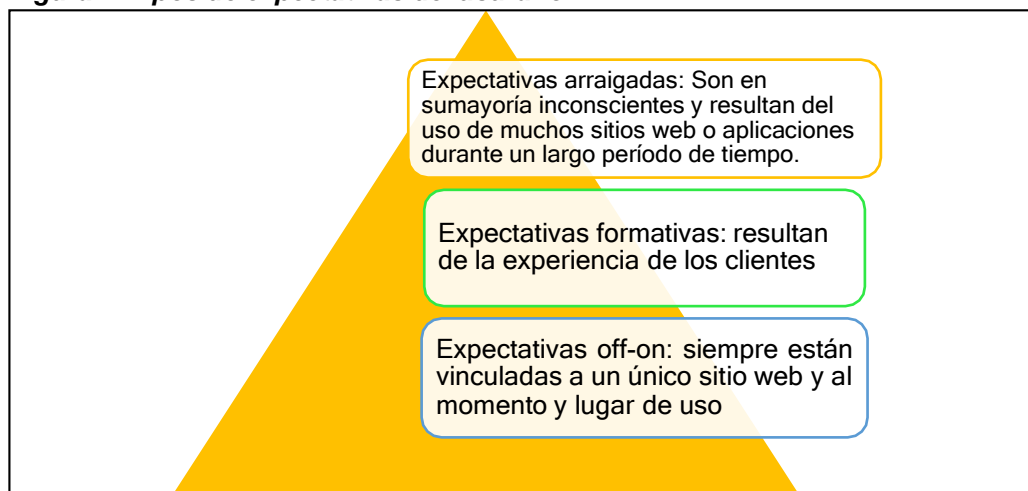 Expectativas arraigadas: Son en
sumayoría inconscientes y resultan del
uso de muchos sitios web o aplicaciones
durante un largo período de tiempo.
Expectativas formativas: resultan
de la experiencia de los clientes
Expectativas off-on: siempre están
vinculadas a un único sitio web y al
momento y lugar de uso